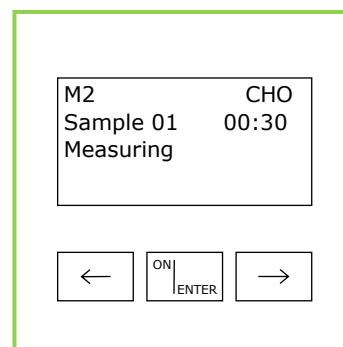 M2 CHO
Sample 01 00:30
Measuring
← ON ENTER →